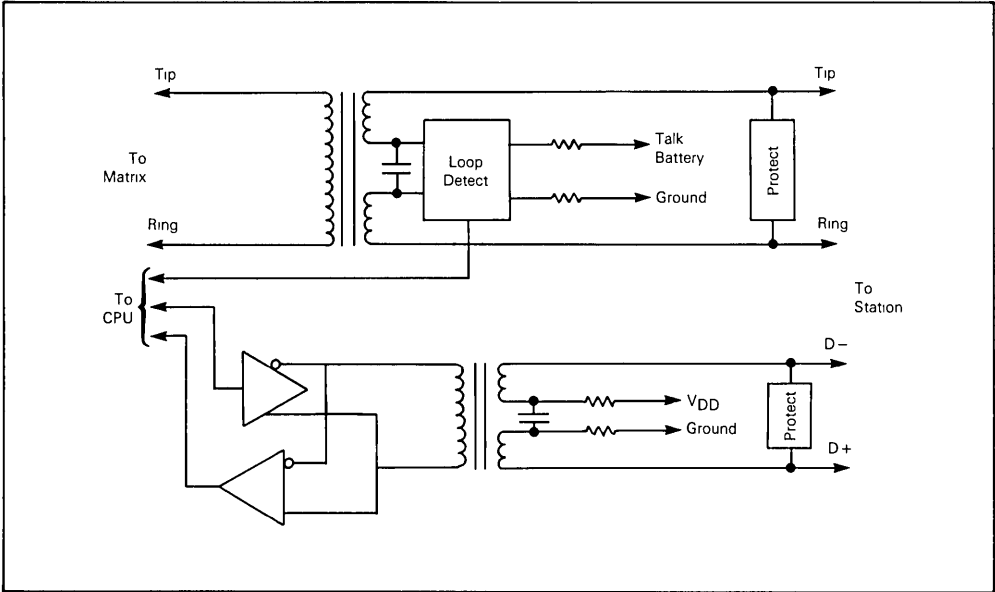 Tip
Tip
To
Matrix
Loop
Detect
Talk
Battery
Ground
Protect
Ring
Ring
To
CPU
To
Station
D−
VDD
Ground
Protect
D+